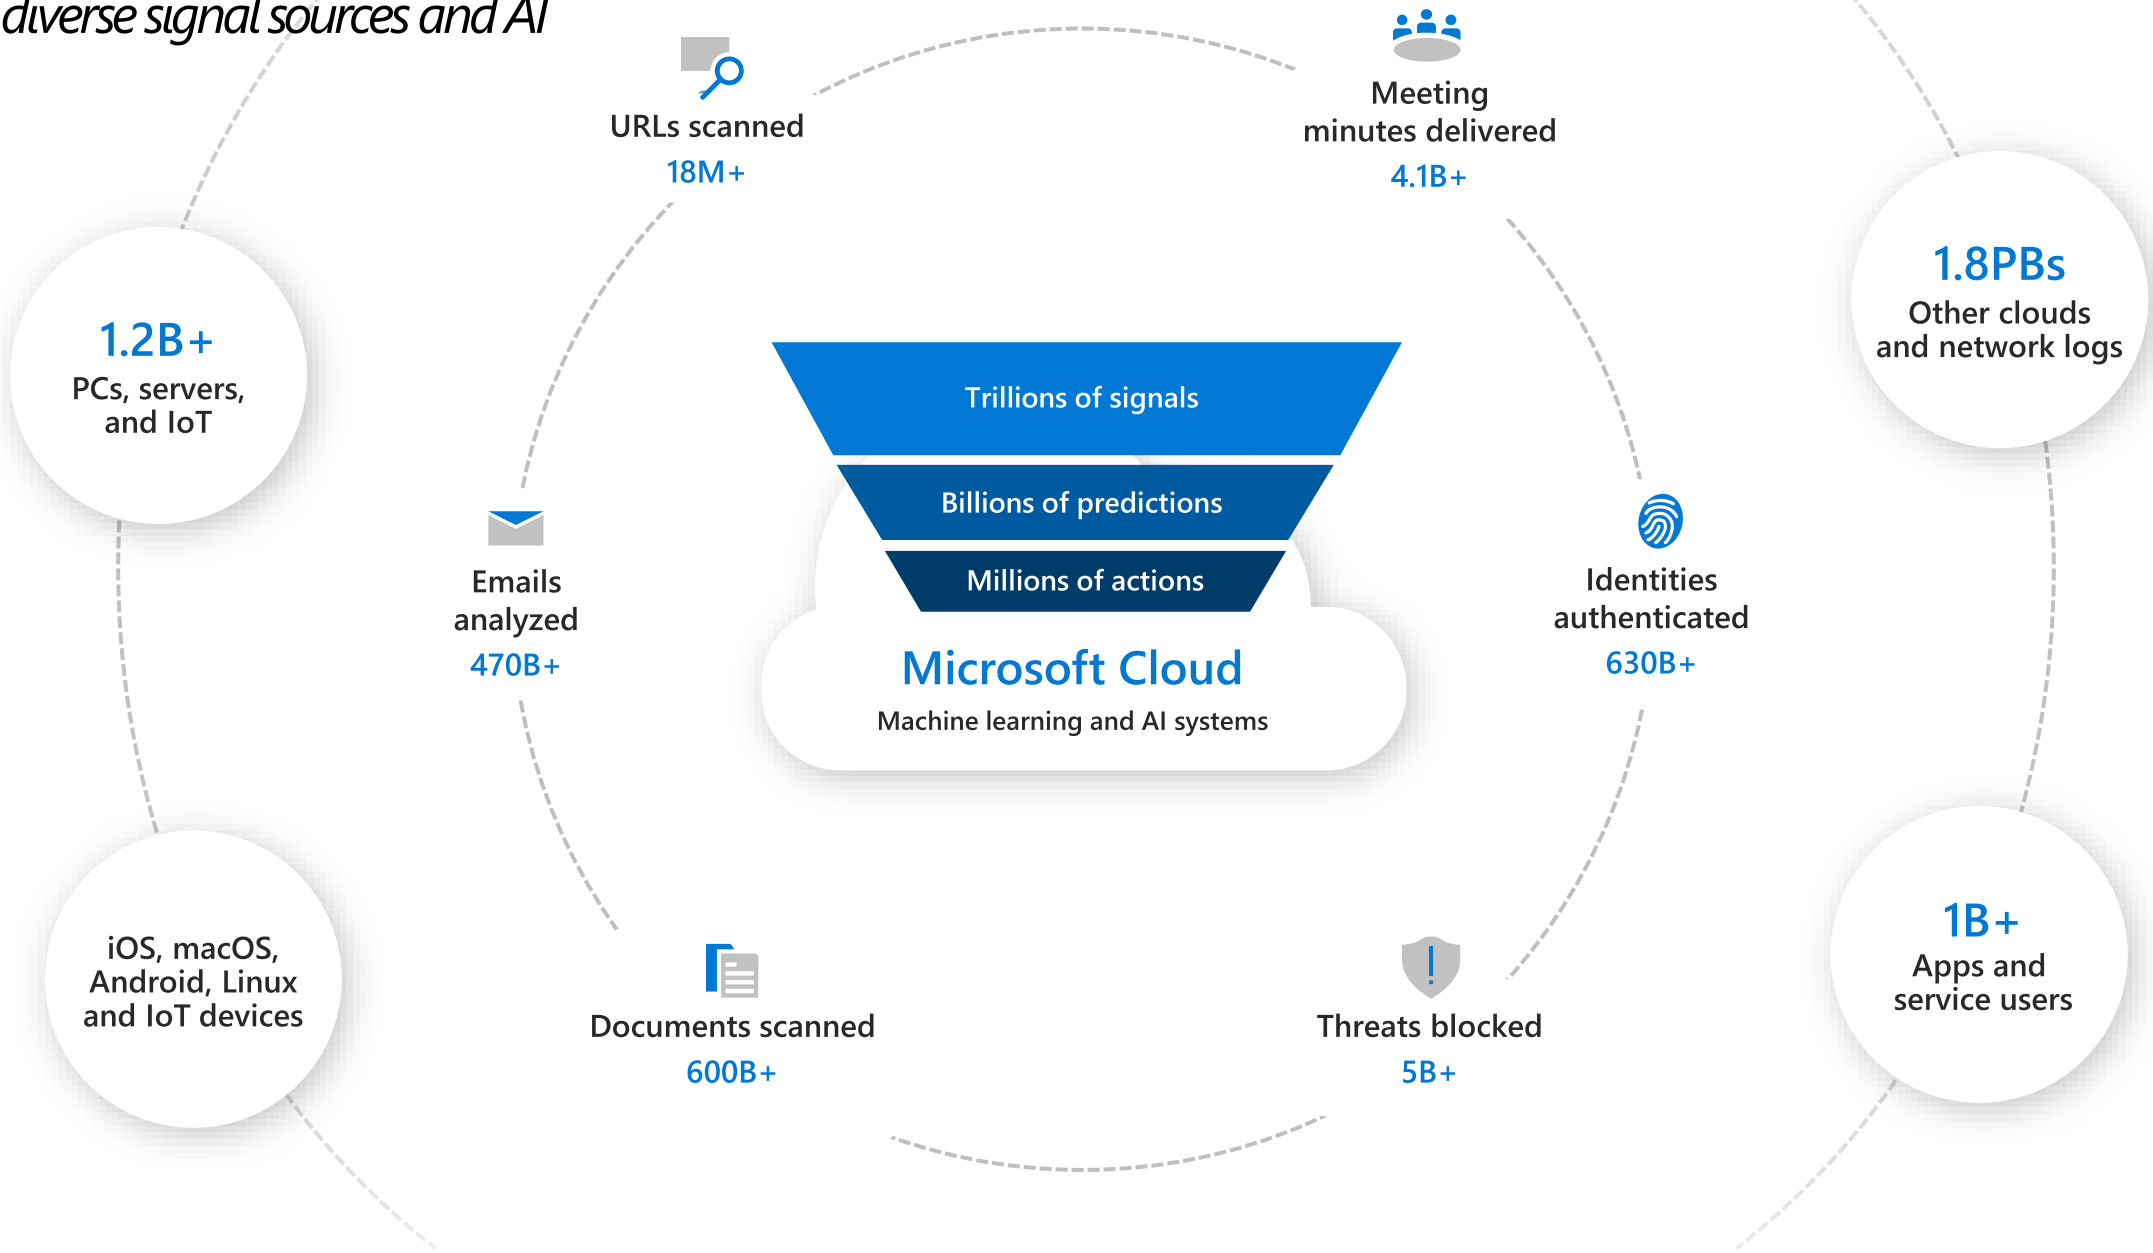 diverse signal sources and AI
URLs scanned
18M+
Meeting
minutes delivered
4.1B+
1.2B+
PCs, servers,
and IoT
1.8PBs
Other clouds
and network logs
Trillions of signals
Billions of predictions
Millions of actions
Microsoft Cloud
Machine learning and AI systems
Emails
analyzed
470B+
Identities
authenticated
630B+
iOS, macOS,
Android, Linux
and IoT devices
Documents scanned
600B+
Threats blocked
5B+
1B+
Apps and
service users